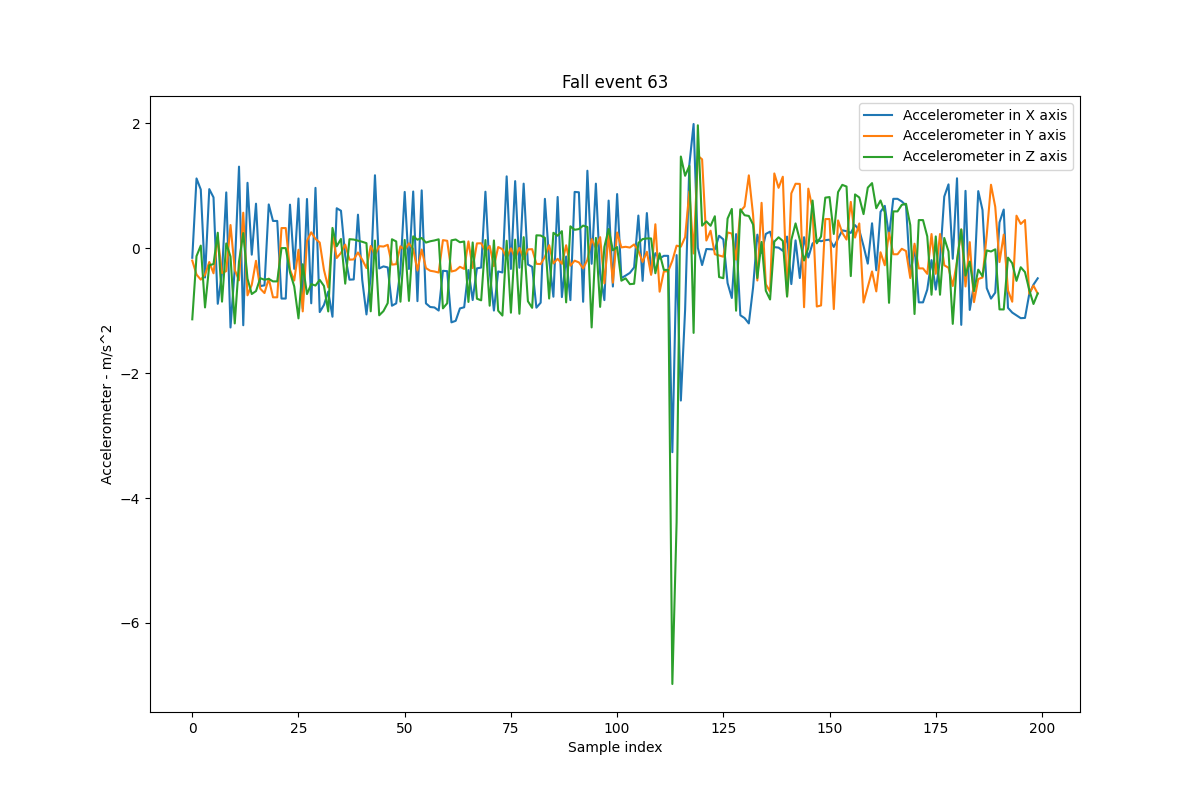 Fall event 63
Accelerometer in X axis
Accelerometer in Y axis
Accelerometer in Z axis
2
0
−2
−4
−6
Accelerometer - m/s^2
0 25 50 75 100 125 150 175 200
Sample index